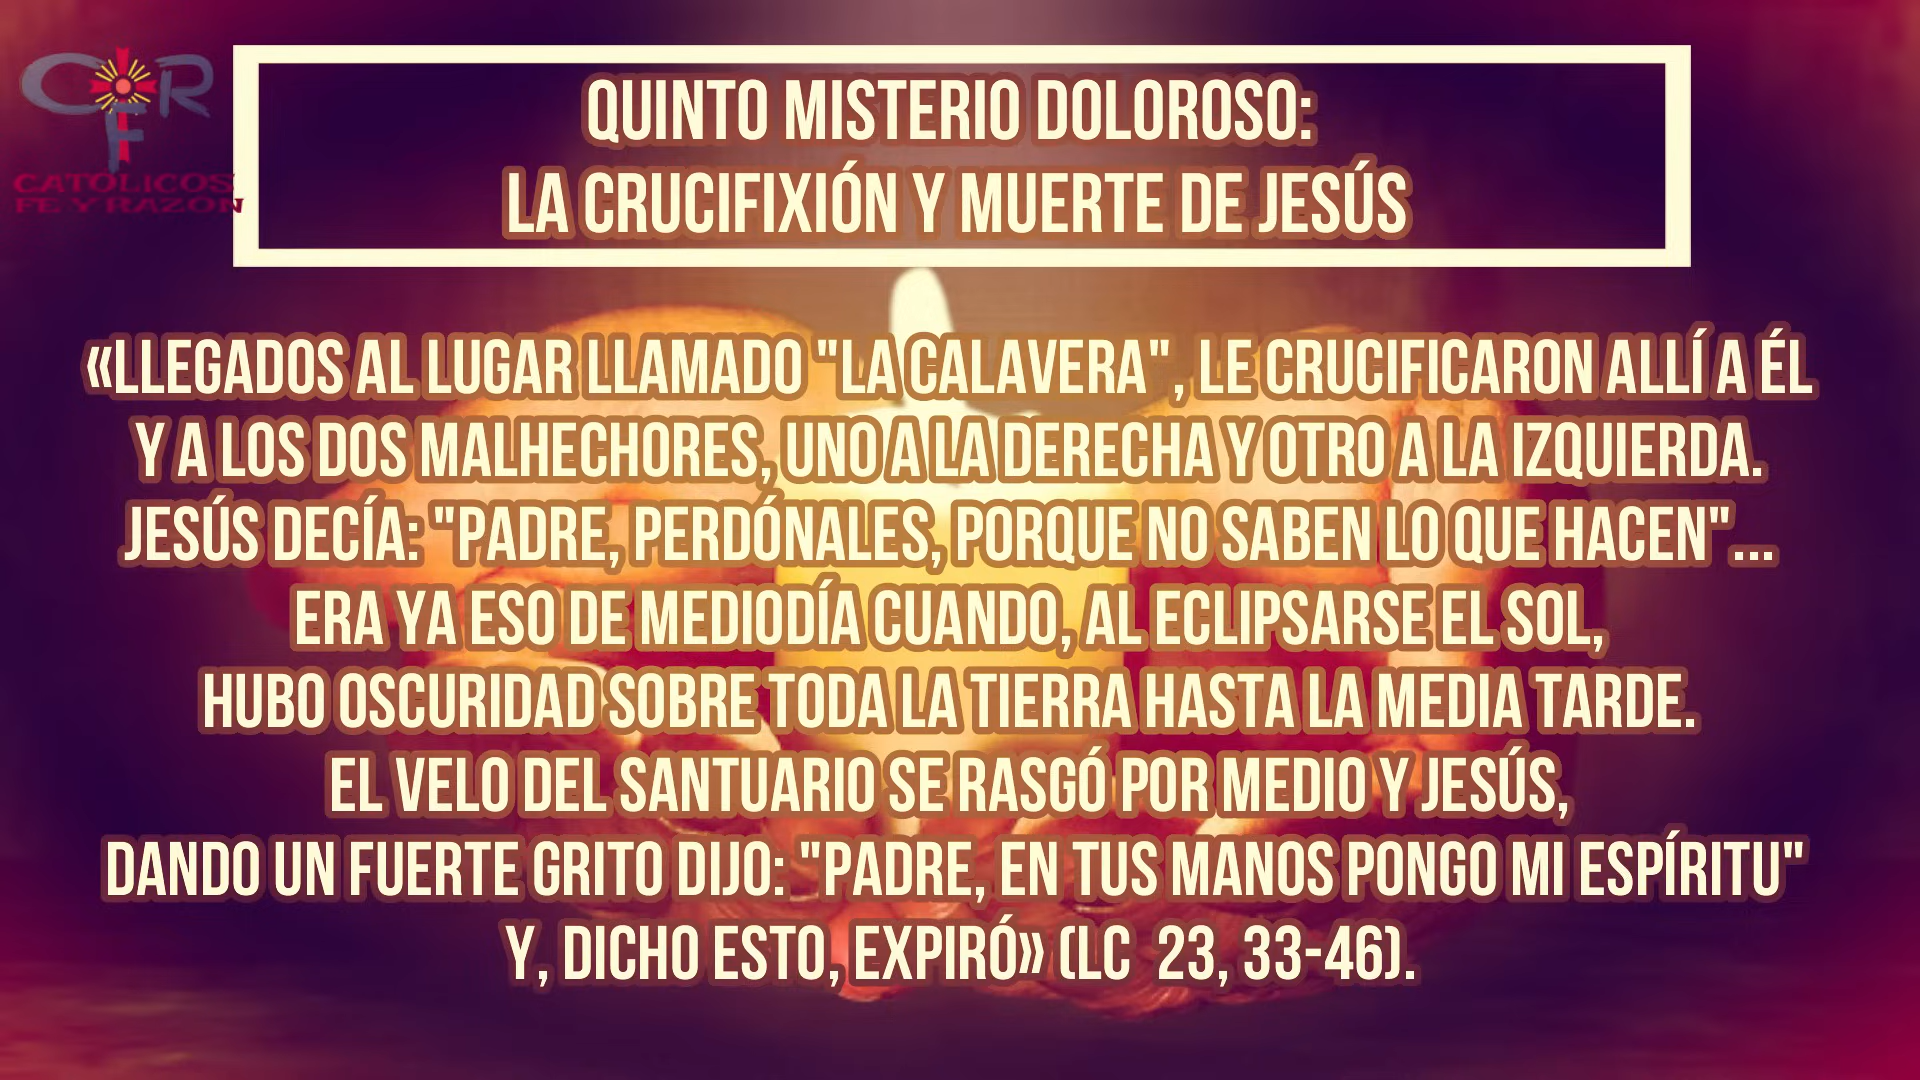 CFR
CATÓLICOS
FE Y RAZÓN
QUINTO MISTERIO DOLOROSO:
LA CRUCIFIXIÓN Y MUERTE DE JESÚS
«LLEGADOS AL LUGAR LLAMADO "LA CALAVERA", LE CRUCIFICARON ALLÍ A ÉL
Y A LOS DOS MALHECHORES, UNO A LA DERECHA Y OTRO A LA IZQUIERDA.
JESÚS DECÍA: "PADRE, PERDÓNALES, PORQUE NO SABEN LO QUE HACEN"...
ERA YA ESO DE MEDIODÍA CUANDO, AL ECLIPSARSE EL SOL,
HUBO OSCURIDAD SOBRE TODA LA TIERRA HASTA LA MEDIA TARDE.
EL VELO DEL SANTUARIO SE RASGÓ POR MEDIO Y JESÚS,
DANDO UN FUERTE GRITO DIJO: "PADRE, EN TUS MANOS PONGO MI ESPÍRITU"
Y, DICHO ESTO, EXPIRÓ» (LC 23, 33-46).